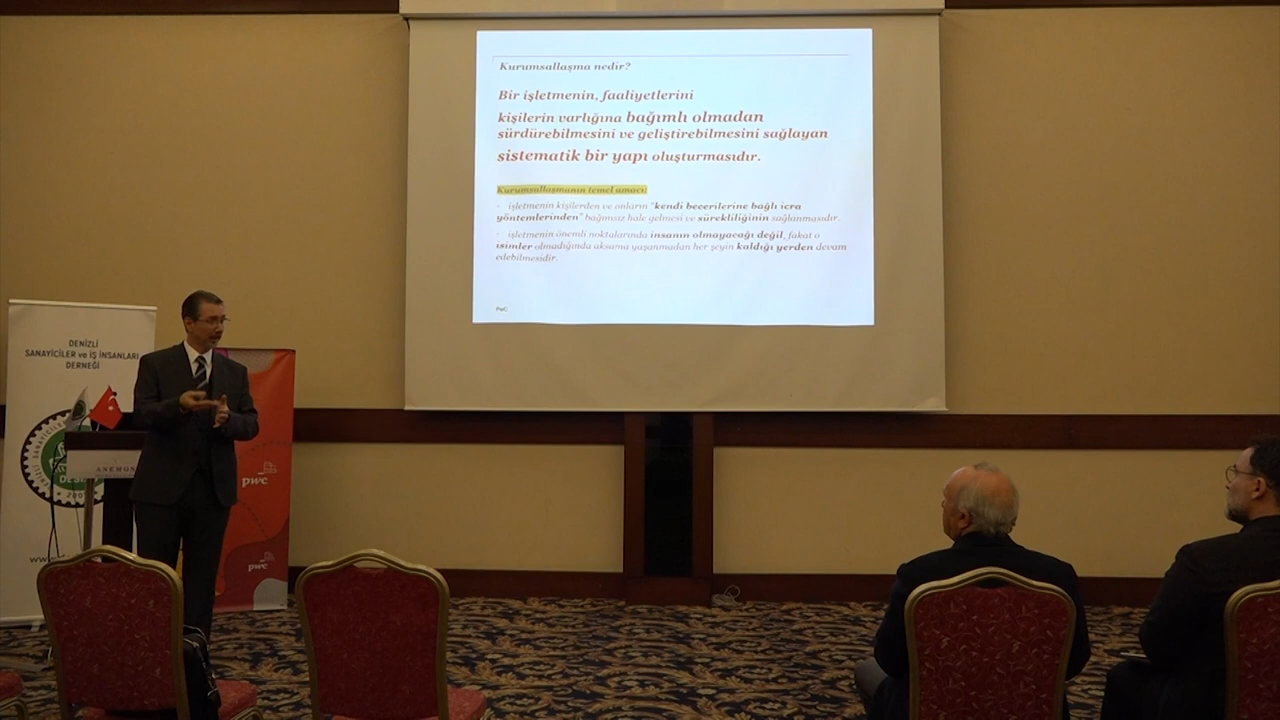 Kurumsallaşma nedir?
Bir işletmenin, faaliyetlerini
kişilerin varlığına bağımlı olmadan
sürdürebilmesini ve geliştirebilmesini sağlayan
sistematik bir yapı oluşturmasıdır.
Kurumsallaşmanın temel amacı;
- işletmenin kişilerden ve onların "kendi becerilerine bağlı icra
yöntemlerinden" bağımsız hale gelmesi ve sürekliliğinin sağlanmasıdır.
- işletmenin önemli noktalarında insanın olmayacağı değil, fakat o
isimler olmadığında aksama yaşanmadan her şeyin kaldığı yerden devam
edebilmesidir.
PwC
DENİZLİ
SANAYİCİLER ve İŞ İNSANLARI
DERNEĞİ
ANEMON
pwc
pwc